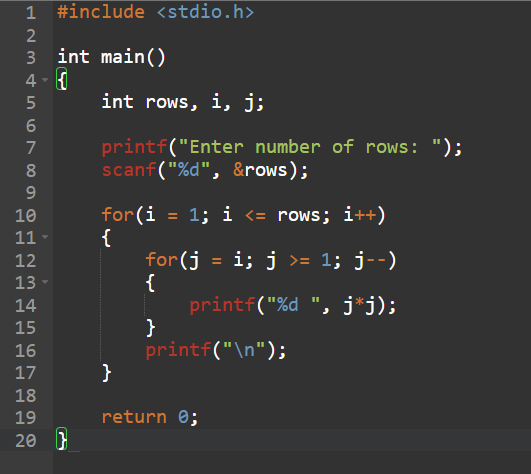 1 #include <stdio.h>
2
3 int main()
4 {
5     int rows, i, j;
6
7     printf("Enter number of rows: ");
8     scanf("%d", &rows);
9
10     for(i = 1; i <= rows; i++)
11     {
12         for(j = i; j >= 1; j--)
13         {
14             printf("%d ", j*j);
15         }
16         printf("\n");
17     }
18
19     return 0;
20 }